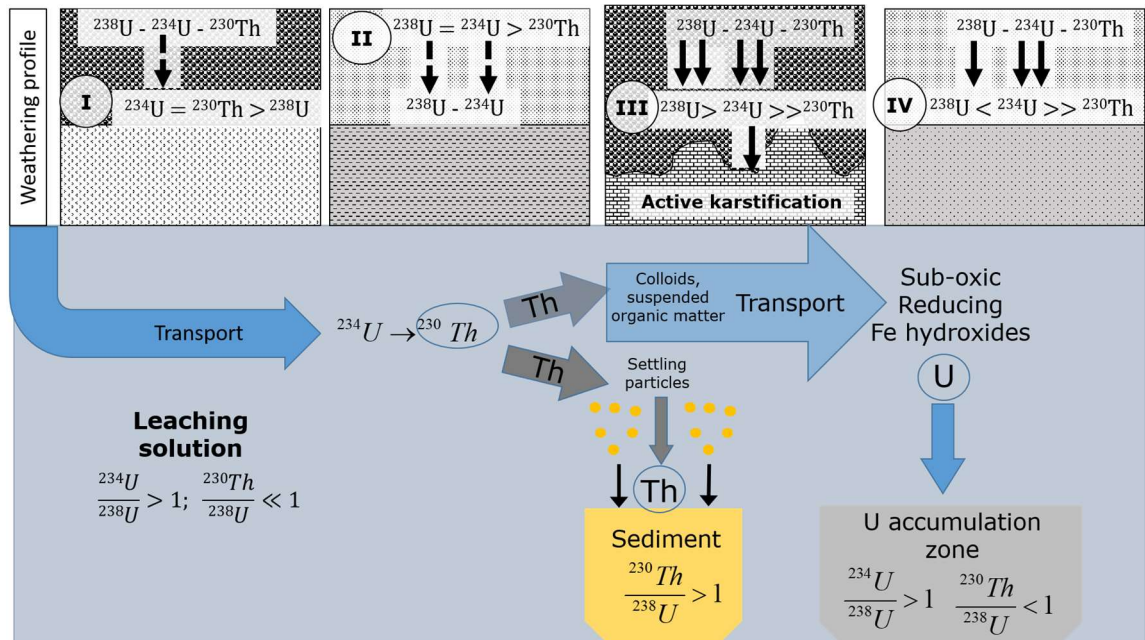 Weathering profile
²³⁸U - ²³⁴U - ²³⁰Th
I
²³⁴U = ²³⁰Th > ²³⁸U
II
²³⁸U = ²³⁴U > ²³⁰Th
²³⁸U - ²³⁴U
²³⁸U - ²³⁴U - ²³⁰Th
III
²³⁸U> ²³⁴U >> ²³⁰Th
Active karstification
²³⁸U - ²³⁴U - ²³⁰Th
IV
²³⁸U < ²³⁴U >> ²³⁰Th
Transport
²³⁴U → ²³⁰Th
Th
Th
Colloids,
suspended
organic matter
Transport
Settling
particles
Th
Sub-oxic
Reducing
Fe hydroxides
U
Leaching
solution
²³⁴U/²³⁸U > 1; ²³⁰Th/²³⁸U ≪ 1
Sediment
²³⁰Th/²³⁸U > 1
U accumulation
zone
²³⁴U/²³⁸U > 1 ²³⁰Th/²³⁸U < 1